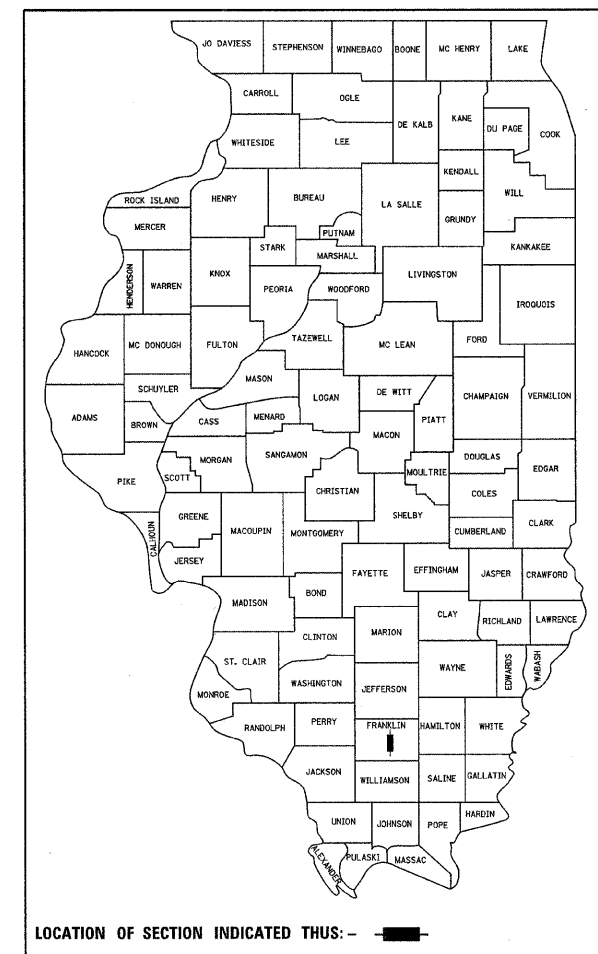 JO DAVIESS STEPHENSON WINNEBAGO BOONE MC HENRY LAKE
CARROLL OGLE DE KALB KANE DU PAGE COOK
WHITESIDE LEE KENDALL WILL
ROCK ISLAND HENRY BUREAU LA SALLE GRUNDY
MERCER PUTNAM KANKAKEE
HENDERSON WARREN KNOX STARK MARSHALL LIVINGSTON
PEORIA WOODFORD IROQUOIS
HANCOCK MC DONOUGH FULTON TAZEWELL MC LEAN FORD
SCHUYLER MASON LOGAN DE WITT CHAMPAIGN VERMILION
ADAMS BROWN CASS MENARD MACON PIATT
PIKE SCOTT MORGAN SANGAMON MOULTRIE DOUGLAS EDGAR
CHRISTIAN COLES
CALHOUN GREENE MACOUPIN MONTGOMERY SHELBY CUMBERLAND CLARK
JERSEY FAYETTE EFFINGHAM JASPER CRAWFORD
MADISON BOND CLAY RICHLAND LAWRENCE
CLINTON MARION
ST. CLAIR WASHINGTON WAYNE EDWARDS WABASH
MONROE JEFFERSON
RANDOLPH PERRY FRANKLIN HAMILTON WHITE
JACKSON WILLIAMSON SALINE GALLATIN
UNION JOHNSON POPE HARDIN
ALEXANDER PULASKI MASSAC
LOCATION OF SECTION INDICATED THUS: -